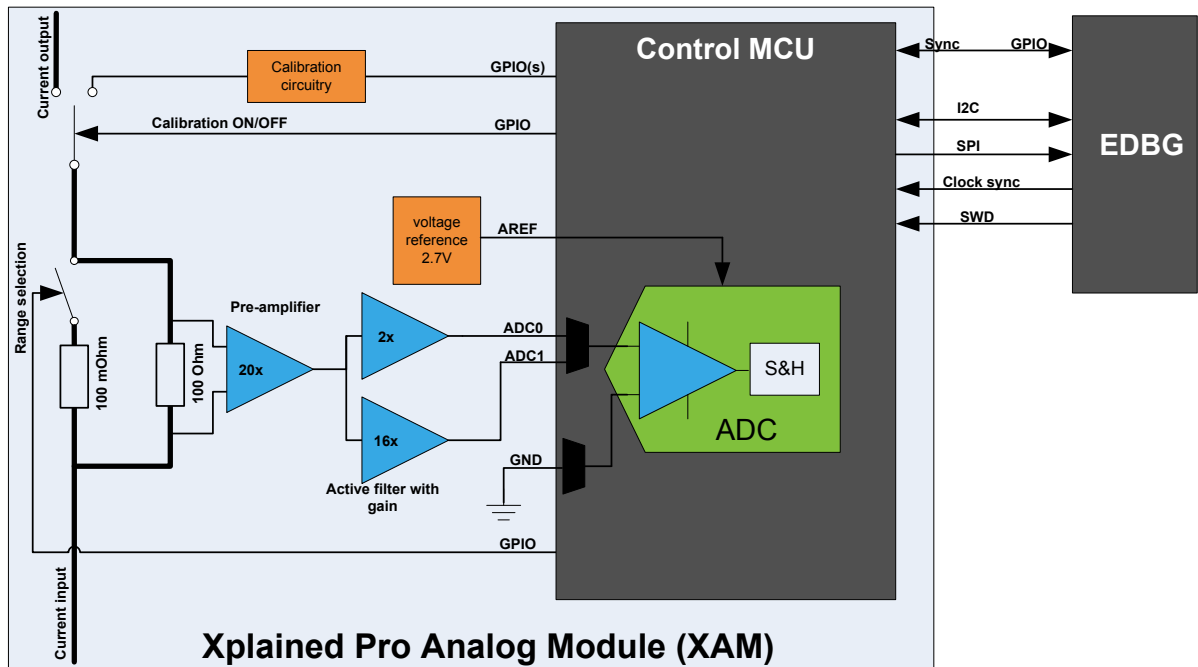 Current output
Calibration
circuitry
GPIO(s)
Control MCU
Sync
GPIO
Calibration ON/OFF
GPIO
I2C
SPI
EDBG
Clock sync
SWD
voltage
reference
2.7V
AREF
Range selection
Pre-amplifier
100 mOhm
100 Ohm
20x
2x
16x
ADC0
ADC1
S&H
ADC
GND
Active filter with
gain
GPIO
Current input
Xplained Pro Analog Module (XAM)